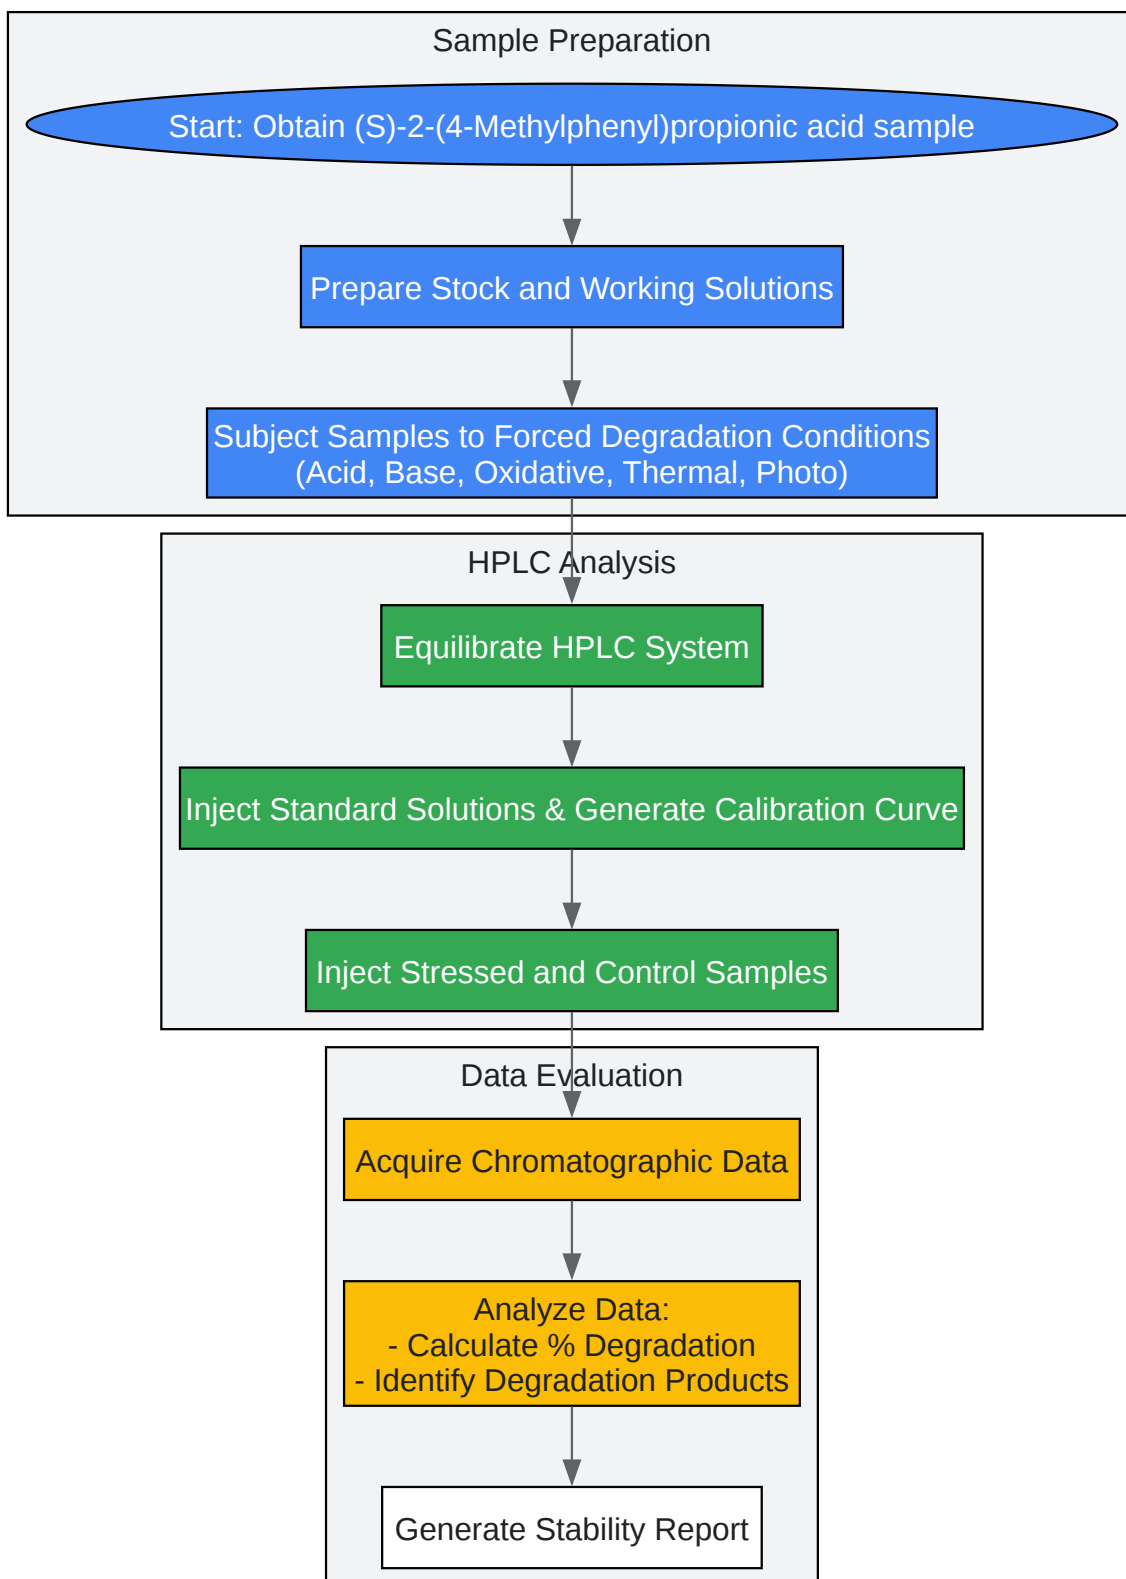 Sample Preparation
Start: Obtain (S)-2-(4-Methylphenyl)propionic acid sample
Prepare Stock and Working Solutions
Subject Samples to Forced Degradation Conditions
(Acid, Base, Oxidative, Thermal, Photo)
HPLC Analysis
Equilibrate HPLC System
Inject Standard Solutions & Generate Calibration Curve
Inject Stressed and Control Samples
Data Evaluation
Acquire Chromatographic Data
Analyze Data:
- Calculate % Degradation
- Identify Degradation Products
Generate Stability Report